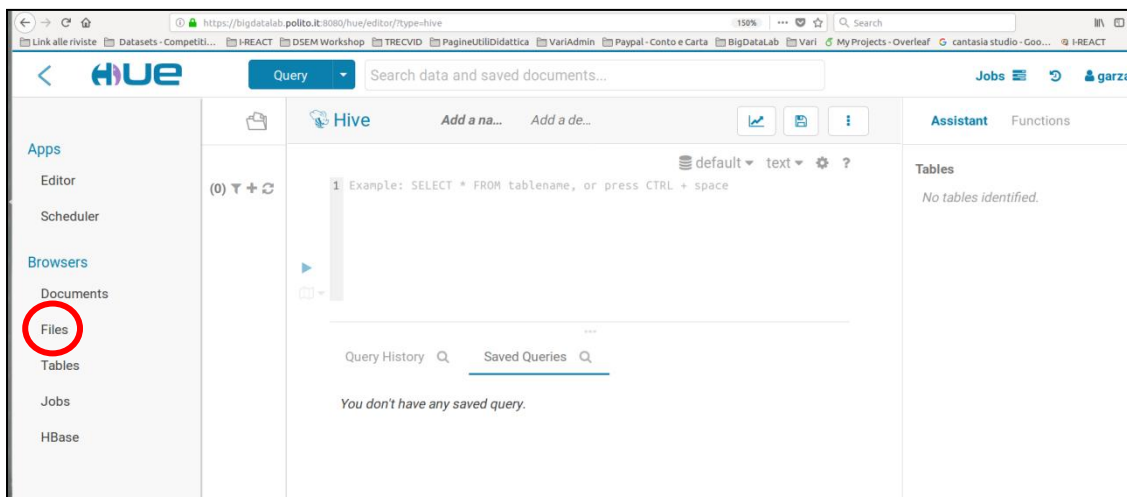 https://bigdatalab.polito.it:8080/hue/editor/?type=hive 150% Search
Link alle riviste Datasets - Competiti... I-REACT DSEM Workshop TRECVID PagineUtiliDidattica VariAdmin Paypal - Conto e Carta BigDataLab Vari My Projects - Overleaf G cantasia studio - Goo... I-REACT
HUE Query Search data and saved documents... Jobs garza
Hive Add a na... Add a de... Assistant Functions
Apps
default text ?
Tables
Editor
(0)
1 Example: SELECT * FROM tablename, or press CTRL + space
No tables identified.
Scheduler
Browsers
Documents
Files
Query History Saved Queries
Tables
Jobs
You don't have any saved query.
HBase